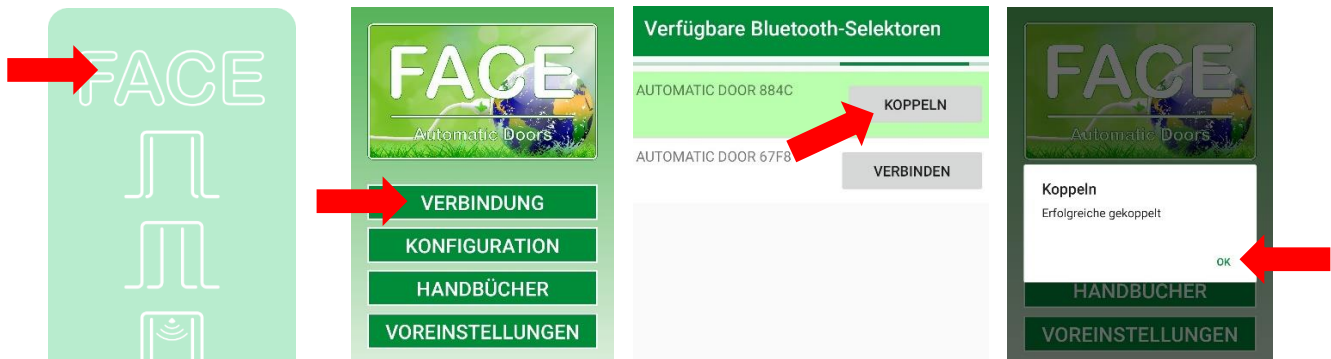 FACE
FACE
Automatic Doors
VERBINDUNG
KONFIGURATION
HANDBÜCHER
VOREINSTELLUNGEN
Verfügbare Bluetooth-Selektoren
AUTOMATIC DOOR 884C
KOPPELN
AUTOMATIC DOOR 67F8
VERBINDEN
FACE
Automatic Doors
Koppeln
Erfolgreiche gekoppelt
OK
HANDBÜCHER
VOREINSTELLUNGEN